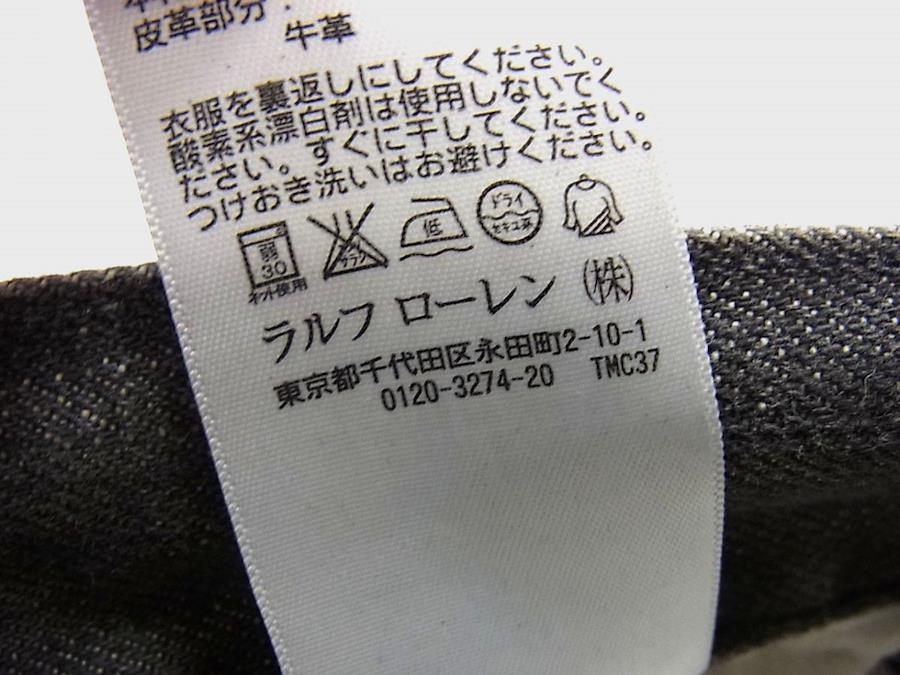 皮革部分:
牛革
衣服を裏返しにしてください。
酸素系漂白剤は使用しないでく
ださい。すぐに干してください。
つけおき洗いはお避けください。
弱
30
ネット使用
低
ドライ
セキユ系
ラルフ ローレン ㈱
東京都千代田区永田町2-10-1
0120-3274-20 TMC37